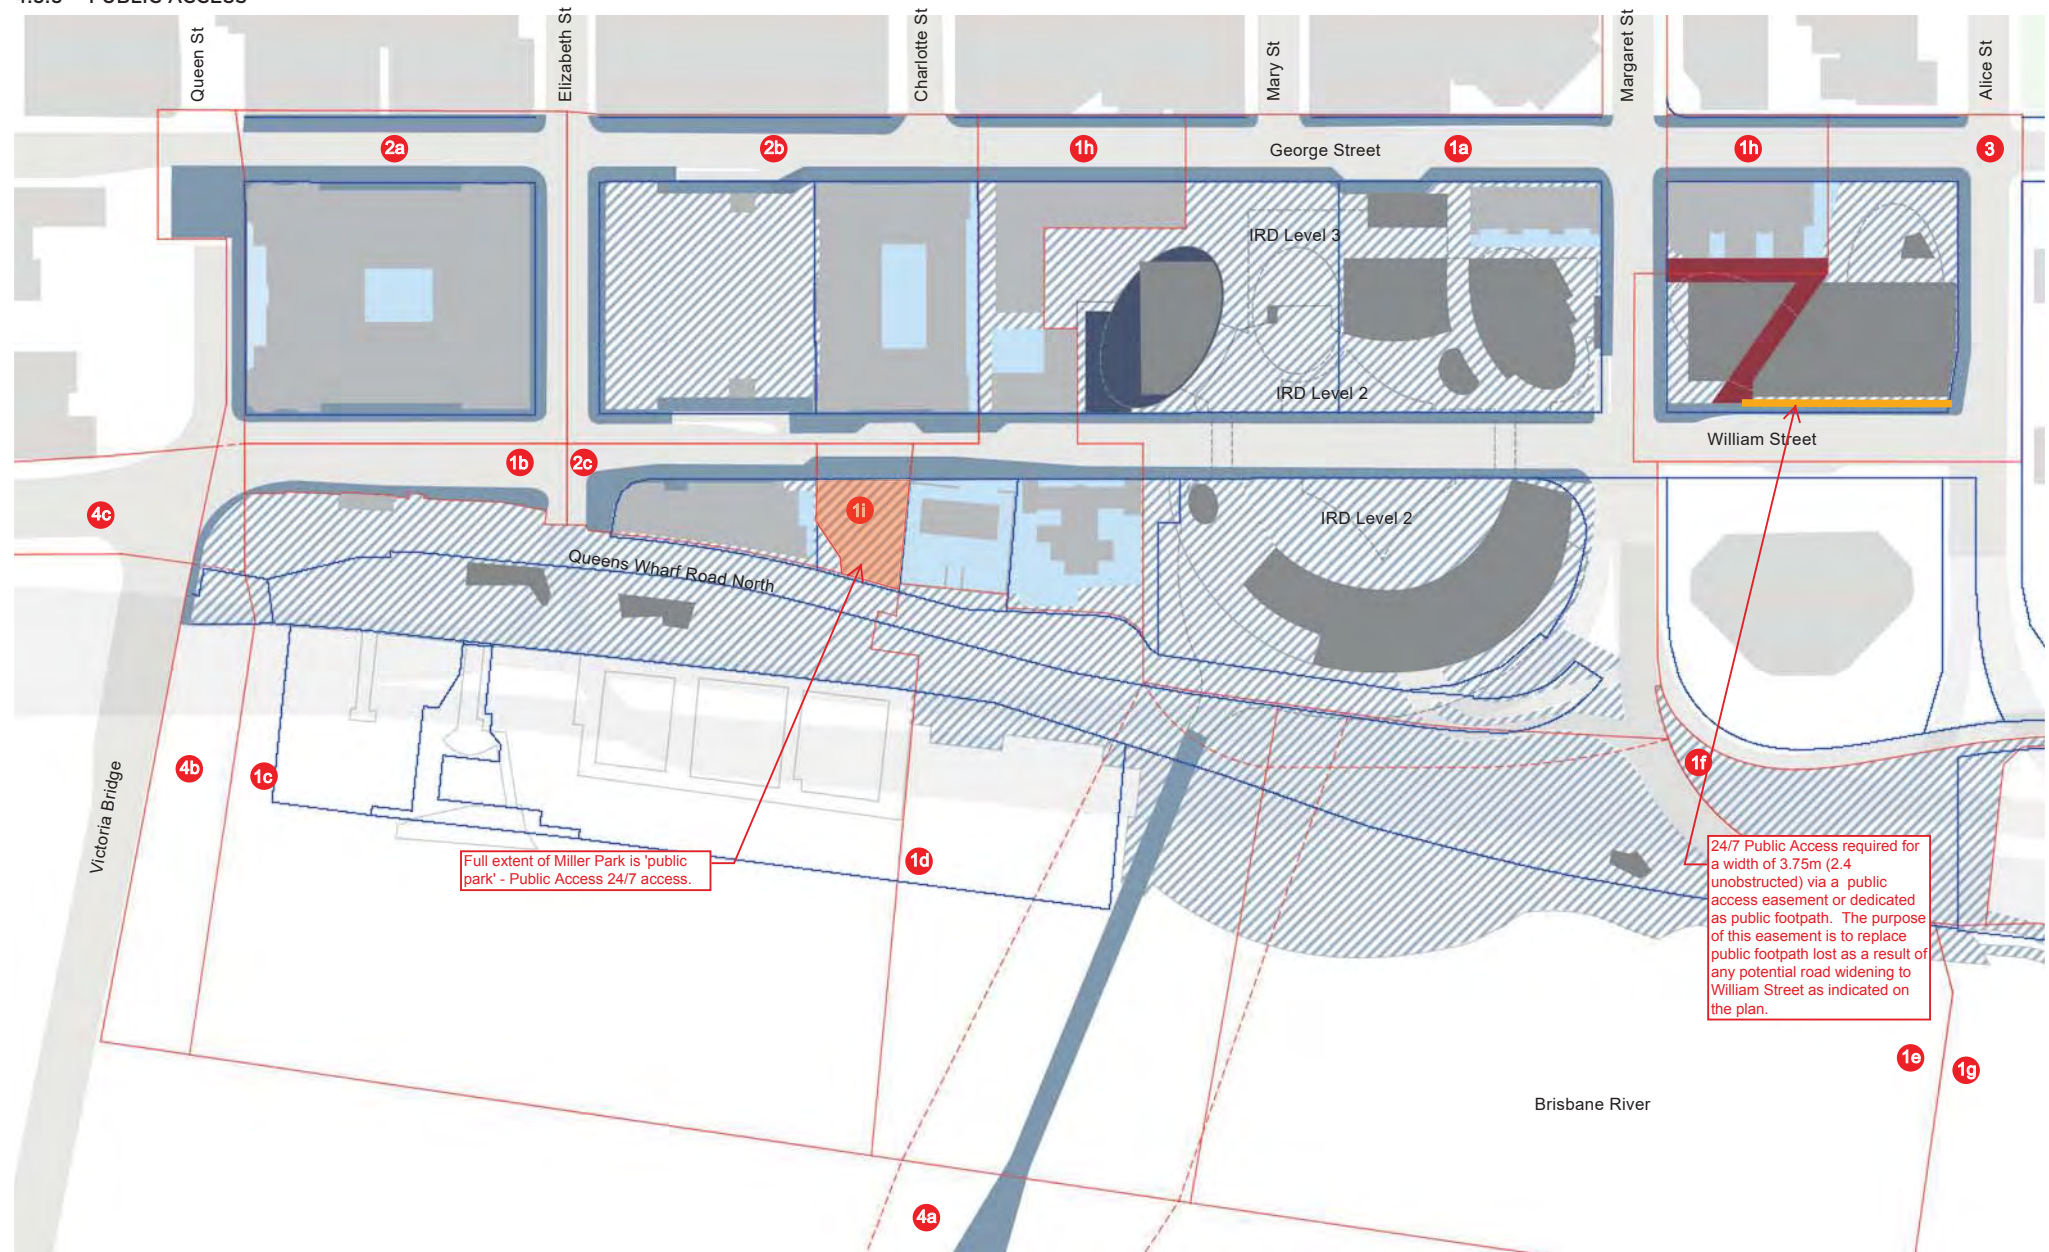 Queen St
Elizabeth St
Charlotte St
Mary St
Margaret St
Alice St
2a
2b
1h
George Street
1a
1h
3
IRD Level 3
IRD Level 2
William Street
1b
2c
4c
1i
IRD Level 2
Queens Wharf Road North
4b
1c
Victoria Bridge
1f
Full extent of Miller Park is 'public
park' - Public Access 24/7 access.
1d
24/7 Public Access required for
a width of 3.75m (2.4
unobstructed) via a public
access easement or dedicated
as public footpath. The purpose
of this easement is to replace
public footpath lost as a result of
any potential road widening to
William Street as indicated on
the plan.
1e
1g
Brisbane River
4a